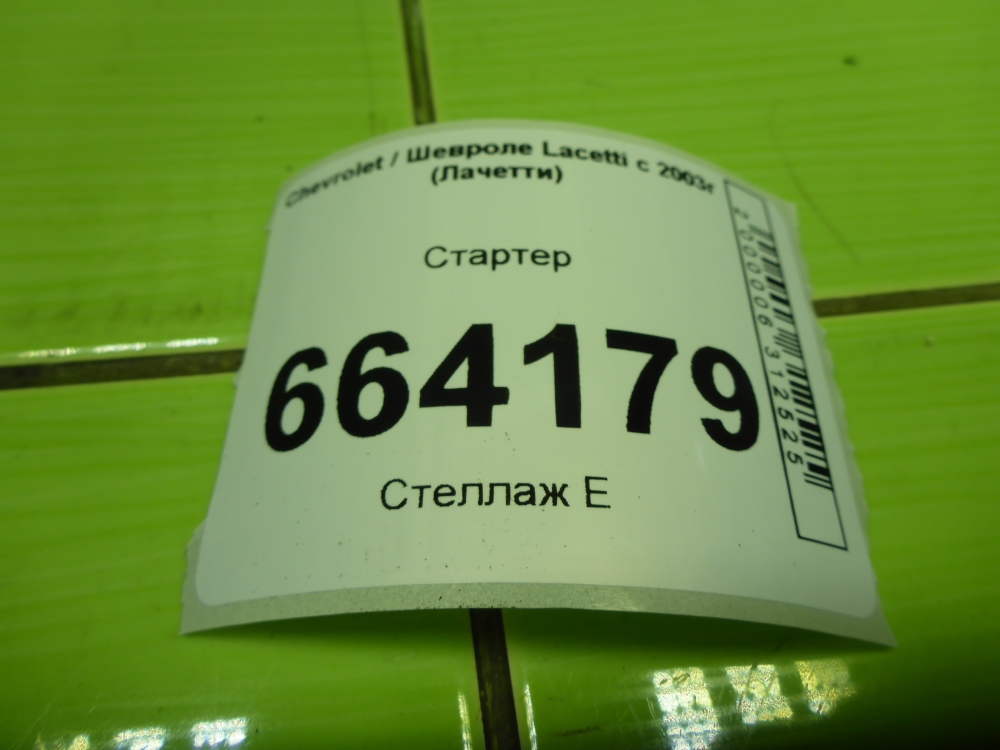 Chevrolet / Шевроле Lacetti с 2003г
(Лачетти)
Стартер
664179
Стеллаж Е
2000006312525